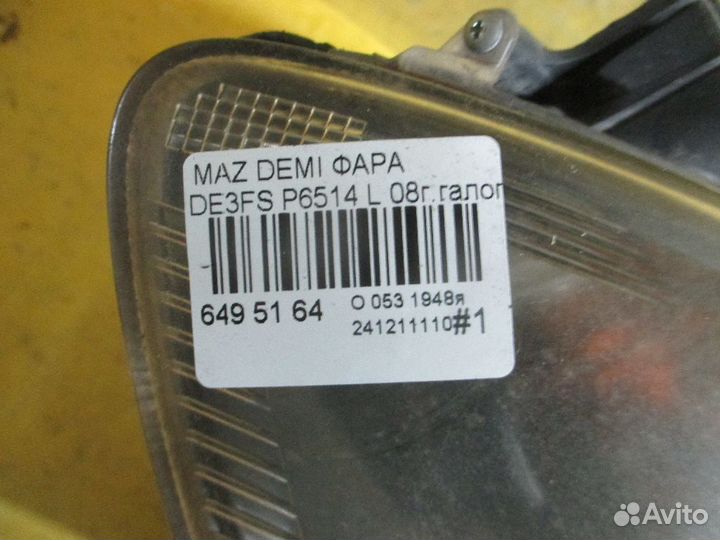 MAZ DEMI ФАРА
DE3FS P6514 L 08г.галог
649 51 64
О 053 1948я
241211110#1
Avito